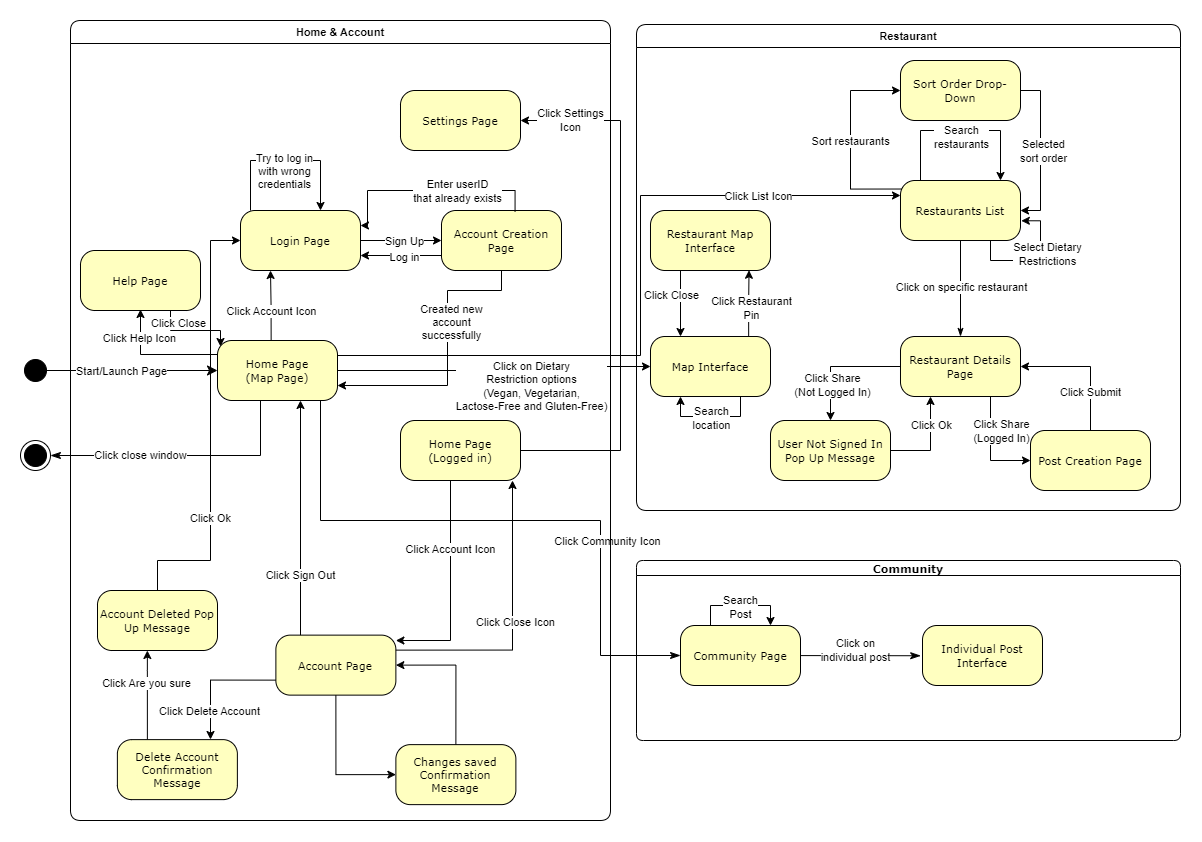 Home & Account
Restaurant
Sort Order Drop-
Down
Settings Page
Click Settings
Icon
Sort restaurants
Search
restaurants
Selected
sort order
Try to log in
with wrong
credentials
Enter userID
that already exists
Click List Icon
Restaurants List
Login Page
Sign Up
Log in
Account Creation
Page
Restaurant Map
Interface
Select Dietary
Restrictions
Help Page
Click on specific restaurant
Click Close
Click Restaurant
Pin
Click Account Icon
Created new
account
successfully
Click Close
Click Help Icon
Start/Launch Page
Home Page
(Map Page)
Click on Dietary
Restriction options
(Vegan, Vegetarian,
Lactose-Free and Gluten-Free)
Map Interface
Restaurant Details
Page
Click Share
(Not Logged In)
Click Submit
Search
location
Click Ok
Click Share
(Logged In)
Home Page
(Logged in)
User Not Signed In
Pop Up Message
Post Creation Page
Click close window
Click Ok
Click Account Icon
Click Community Icon
Click Sign Out
Community
Account Deleted Pop
Up Message
Click Close Icon
Search
Post
Click on
individual post
Community Page
Individual Post
Interface
Account Page
Click Are you sure
Click Delete Account
Delete Account
Confirmation
Message
Changes saved
Confirmation
Message